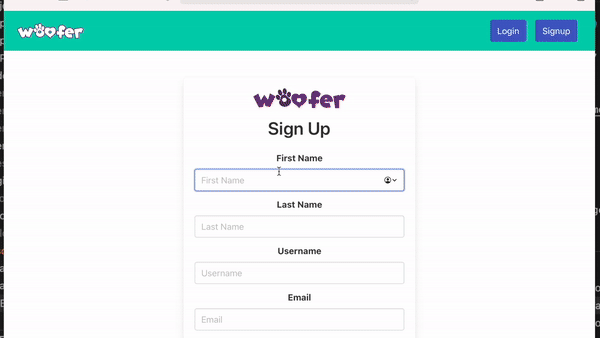 woofer
Login
Signup
woofer
Sign Up
First Name
First Name
Last Name
Last Name
Username
Username
Email
Email